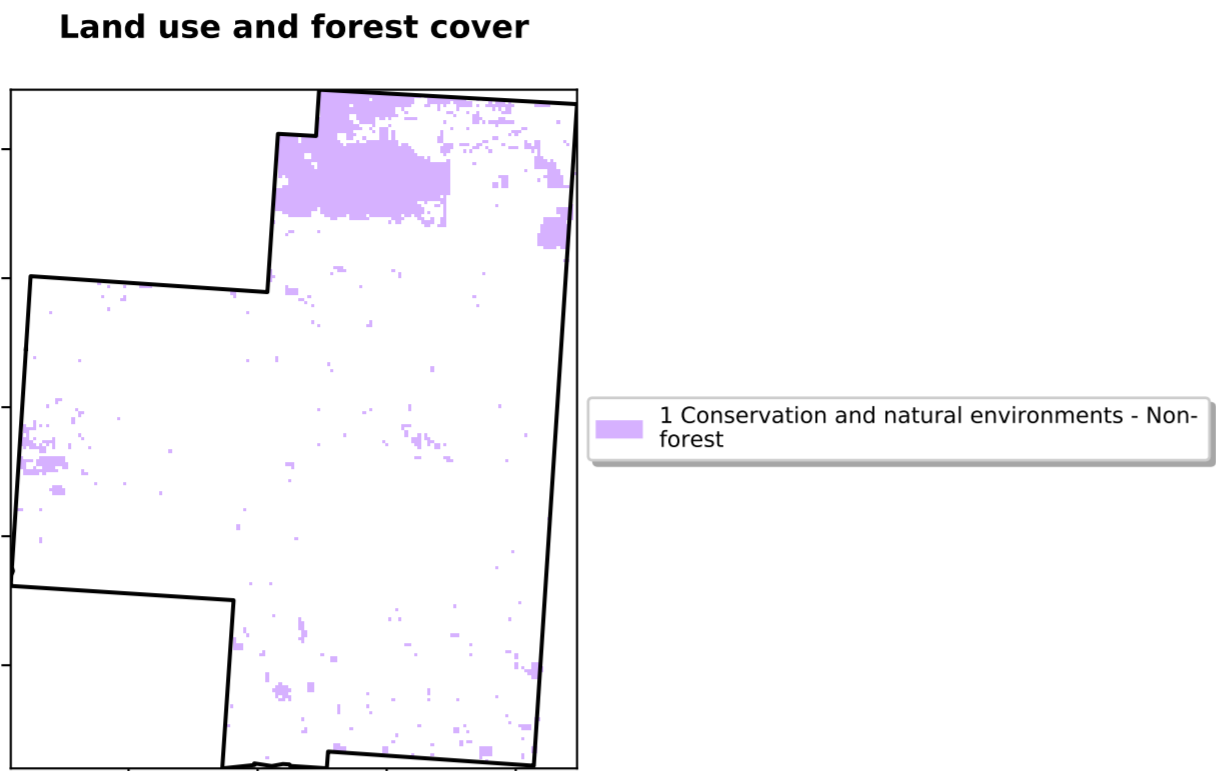 Land use and forest cover
1 Conservation and natural environments - Non-
forest